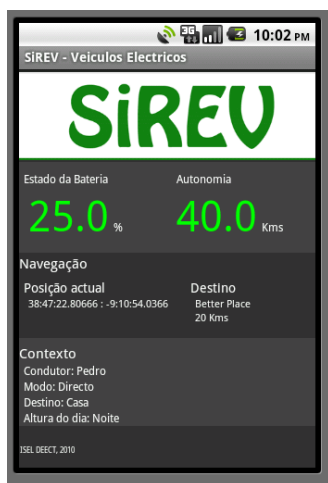 3G 10:02 PM
SiREV - Veiculos Electricos
SiREV
Estado da Bateria Autonomia
25.0 % 40.0 Kms
Navegação
Posição actual Destino
38:47:22.80666 : -9:10:54.0366 Better Place
20 Kms
Contexto
Condutor: Pedro
Modo: Directo
Destino: Casa
Altura do dia: Noite
ISEL DEECT, 2010